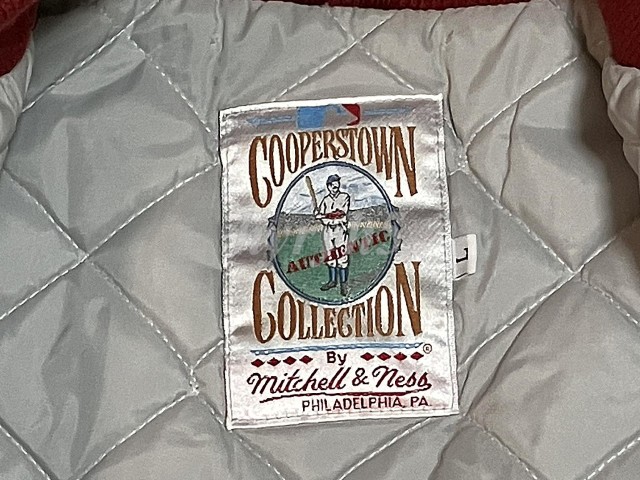 COOPERSTOWN
AUTHENTIC
COLLECTION
By
Mitchell & Ness
PHILADELPHIA, PA.
L